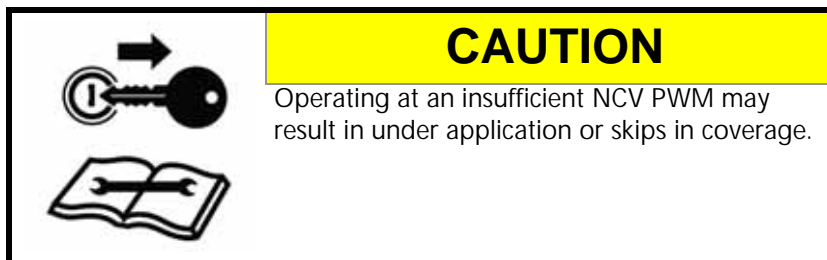 CAUTION
Operating at an insufficient NCV PWM may
result in under application or skips in coverage.